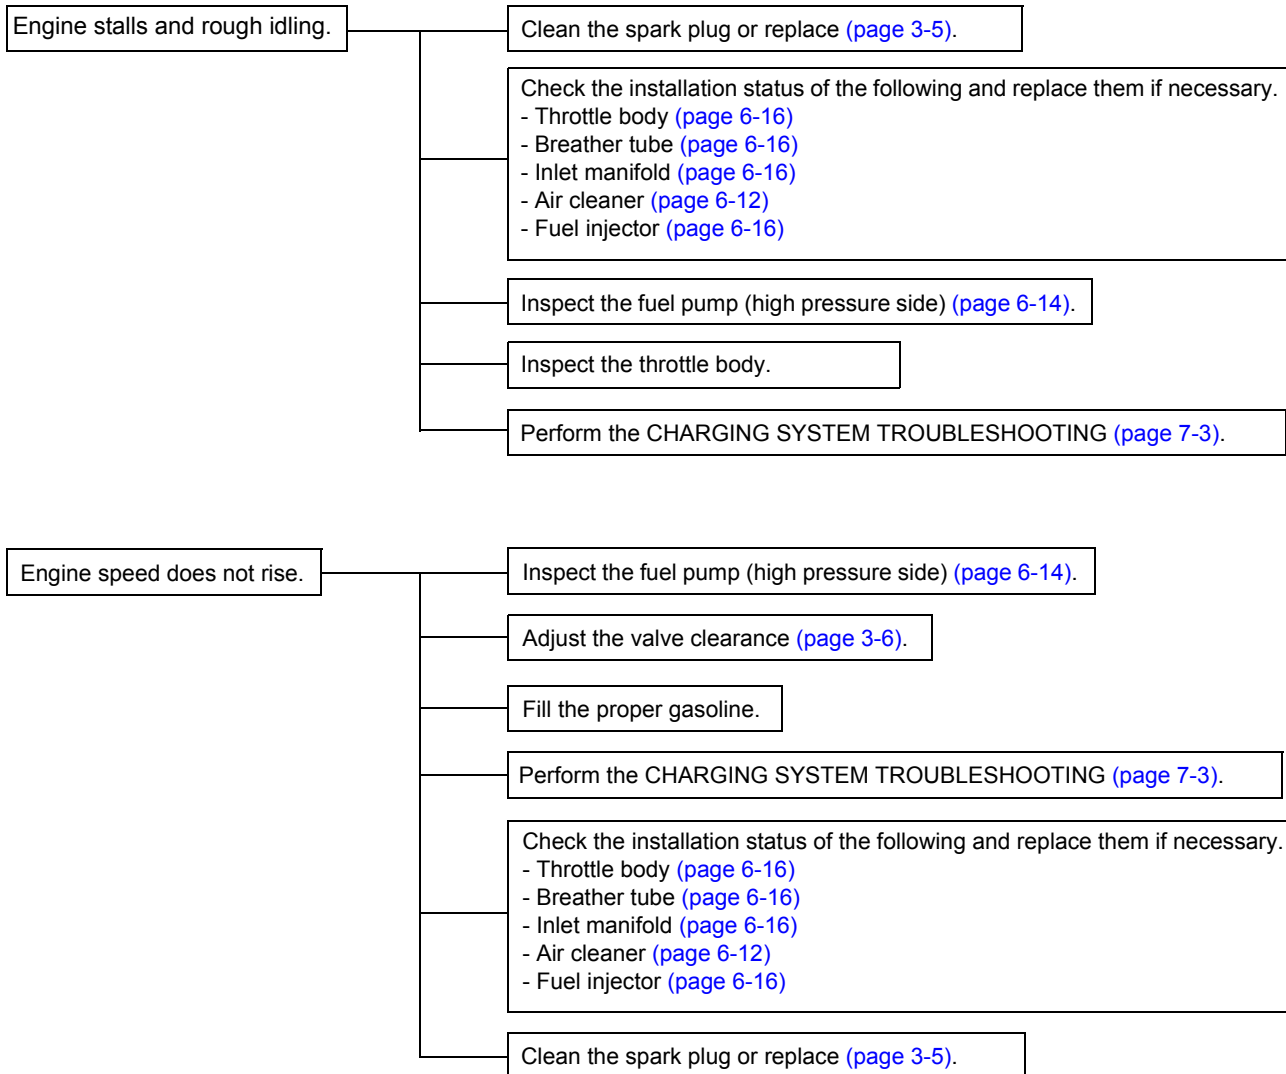 Engine stalls and rough idling.
Clean the spark plug or replace (page 3-5).
Check the installation status of the following and replace them if necessary.
- Throttle body (page 6-16)
- Breather tube (page 6-16)
- Inlet manifold (page 6-16)
- Air cleaner (page 6-12)
- Fuel injector (page 6-16)
Inspect the fuel pump (high pressure side) (page 6-14).
Inspect the throttle body.
Perform the CHARGING SYSTEM TROUBLESHOOTING (page 7-3).
Engine speed does not rise.
Inspect the fuel pump (high pressure side) (page 6-14).
Adjust the valve clearance (page 3-6).
Fill the proper gasoline.
Perform the CHARGING SYSTEM TROUBLESHOOTING (page 7-3).
Check the installation status of the following and replace them if necessary.
- Throttle body (page 6-16)
- Breather tube (page 6-16)
- Inlet manifold (page 6-16)
- Air cleaner (page 6-12)
- Fuel injector (page 6-16)
Clean the spark plug or replace (page 3-5).